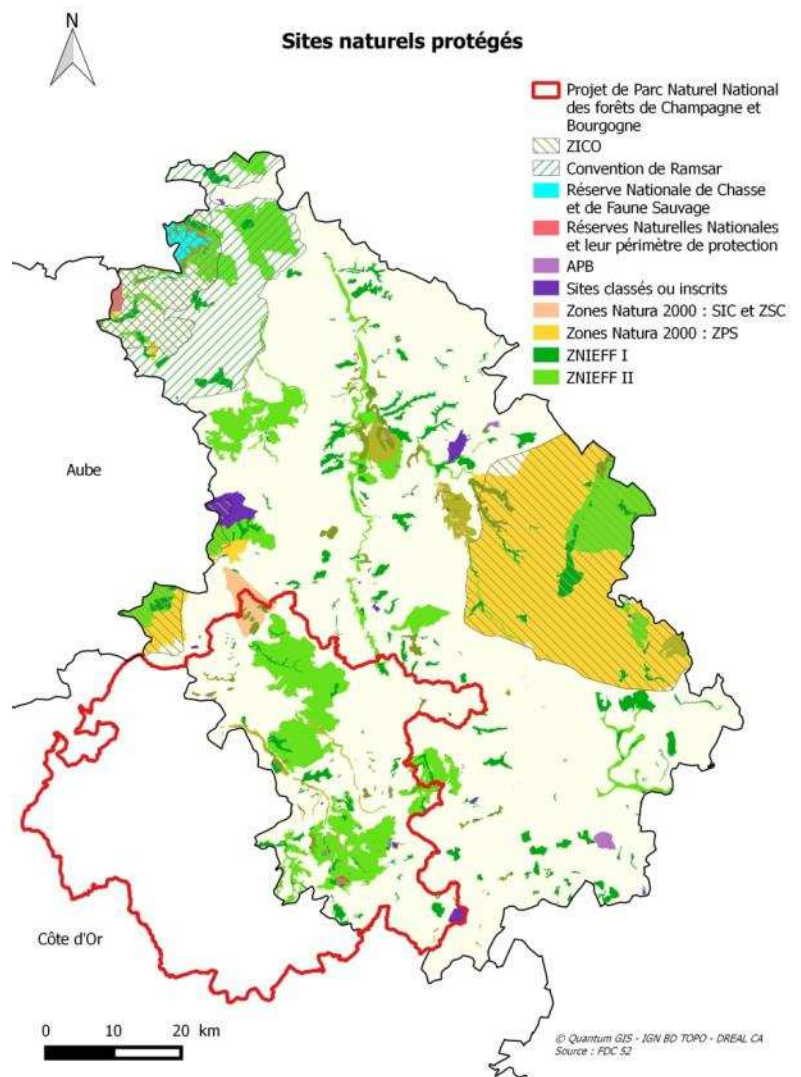 N
Sites naturels protégés
Projet de Parc Naturel National
des forêts de Champagne et
Bourgogne
ZICO
Convention de Ramsar
Réserve Nationale de Chasse
et de Faune Sauvage
Réserves Naturelles Nationales
et leur périmètre de protection
APB
Sites classés ou inscrits
Zones Natura 2000 : SIC et ZSC
Zones Natura 2000 : ZPS
ZNIEFF I
ZNIEFF II
Aube
Côte d'Or
0 10 20 km
© Quantum GIS - IGN BD TOPO - DREAL CA
Source : FDC 52